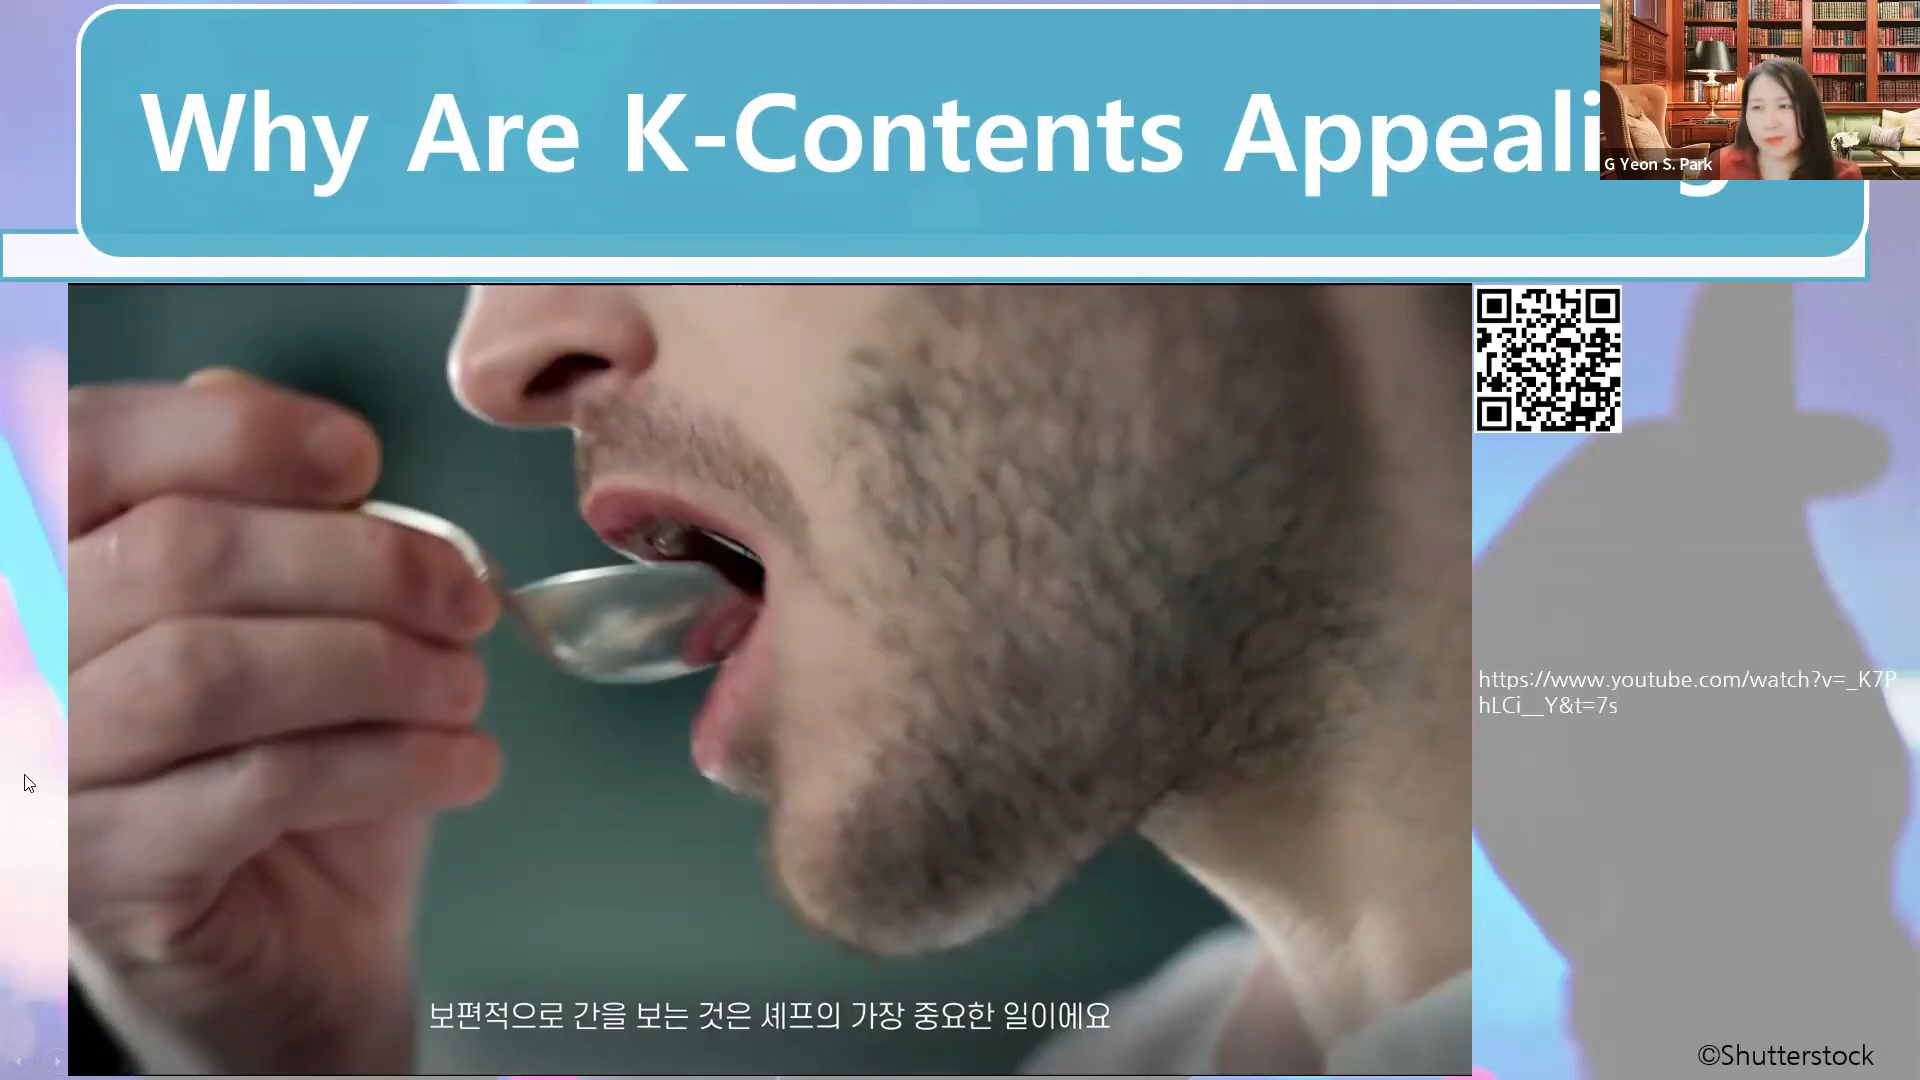 Why Are K-Contents Appeali g
G Yeon S. Park
https://www.youtube.com/watch?v=_K7P
hLCi__Y&t=7s
보편적으로 간을 보는 것은 셰프의 가장 중요한 일이에요
©Shutterstock